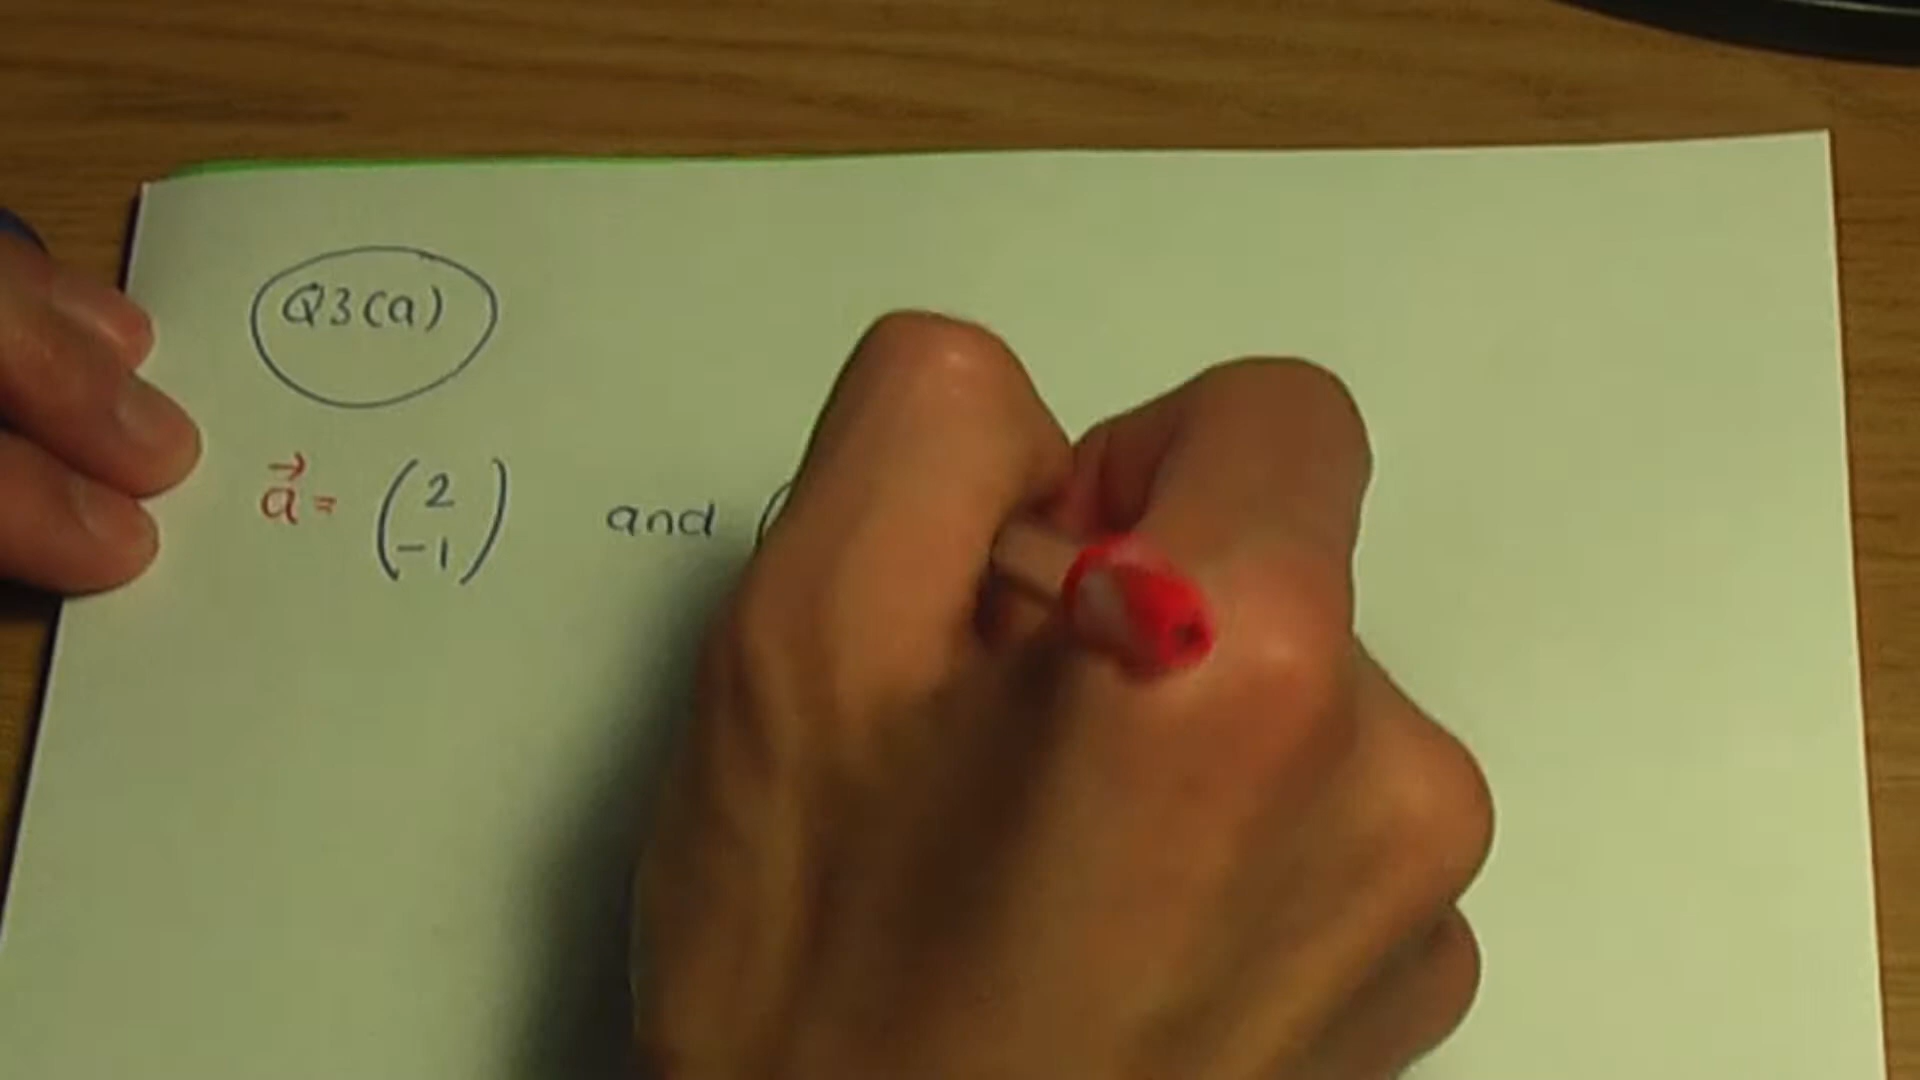 Q3(a)
a⃗ = (2 -1) and (